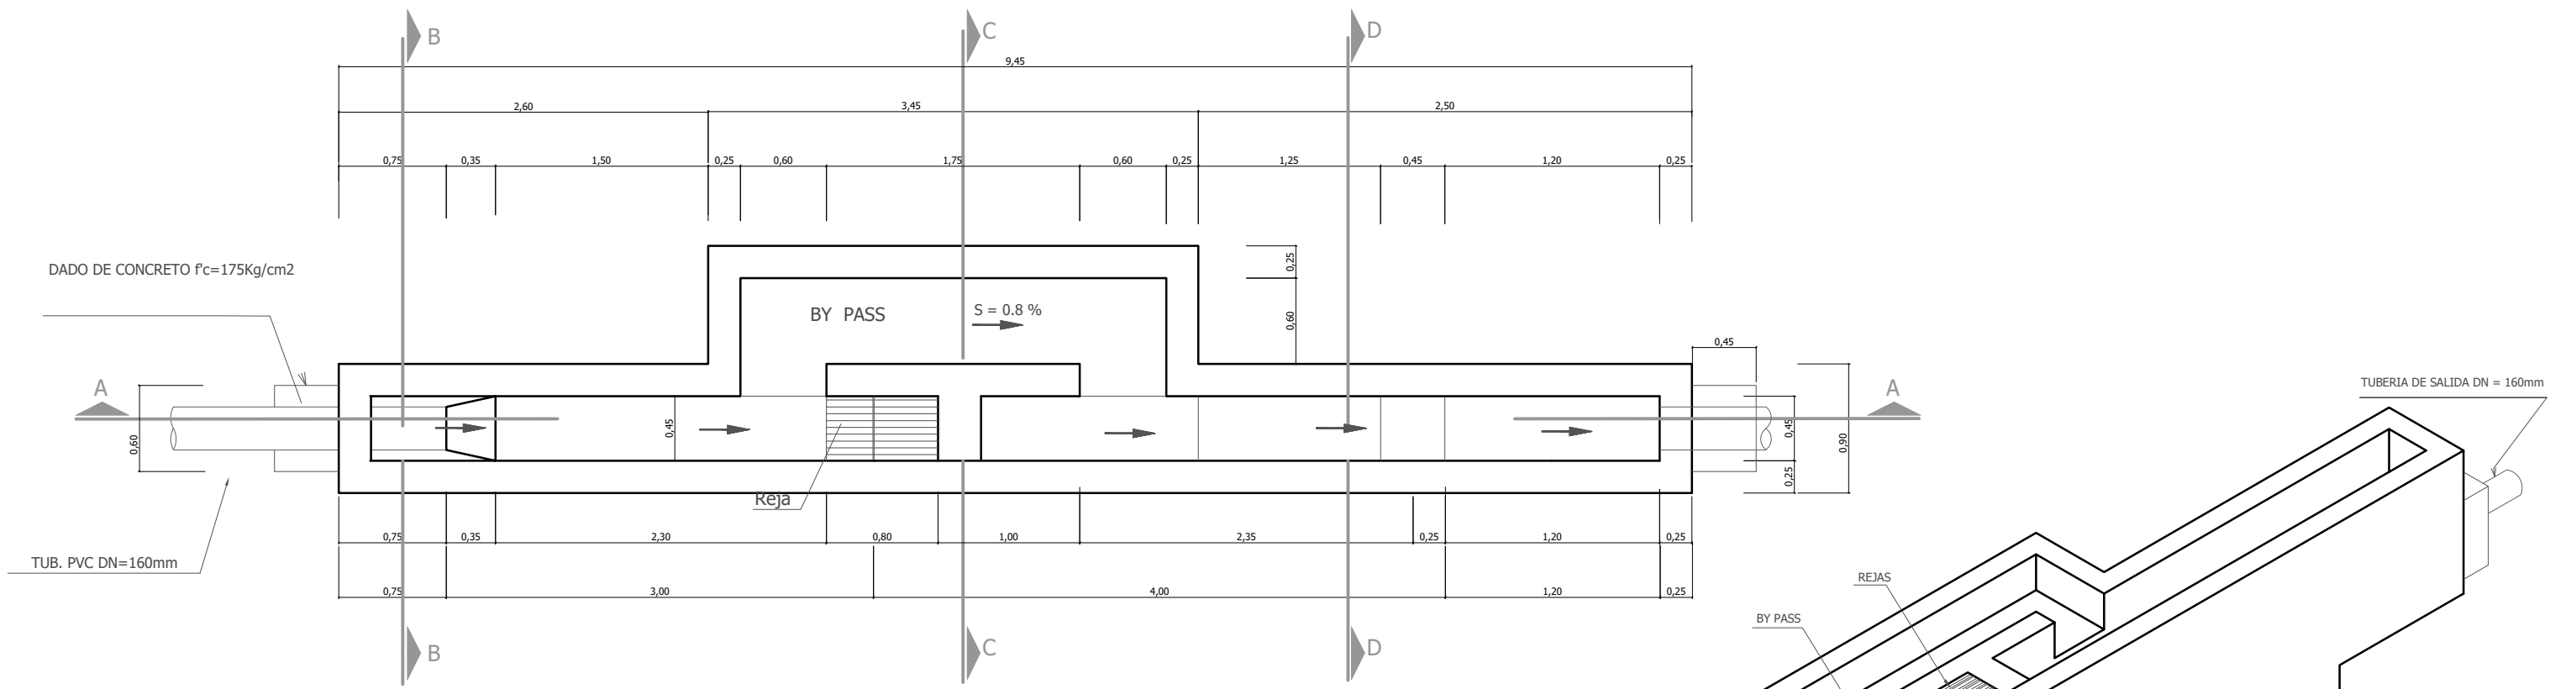 B
C
D
9,45
2,60
3,45
2,50
0,75
0,35
1,50
0,25
0,60
1,75
0,60
0,25
1,25
0,45
1,20
0,25
DADO DE CONCRETO f'c=175Kg/cm2
BY PASS
S = 0.8 %
0,25
0,60
0,45
A
A
TUBERIA DE SALIDA DN = 160mm
0,60
0,45
0,45
0,90
0,25
Reja
0,75
0,35
2,30
0,80
1,00
2,35
0,25
1,20
0,25
TUB. PVC DN=160mm
0,75
3,00
4,00
1,20
0,25
REJAS
BY PASS
B
C
D